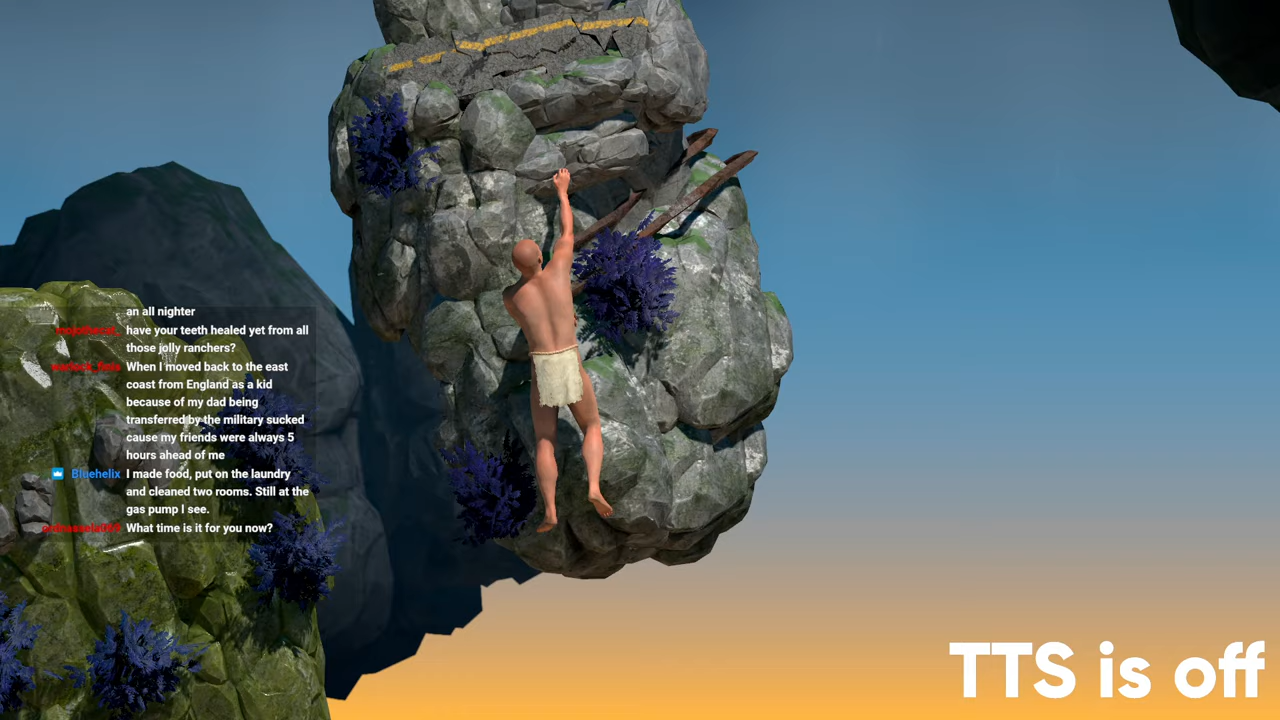 an all nighter
have your teeth healed yet from all
those jolly ranchers?
When I moved back to the east
coast from England as a kid
because of my dad being
transferred by the military sucked
cause my friends were always 5
hours ahead of me
Bluehelix I made food, put on the laundry
and cleaned two rooms. Still at the
gas pump I see.
What time is it for you now?
TTS is off